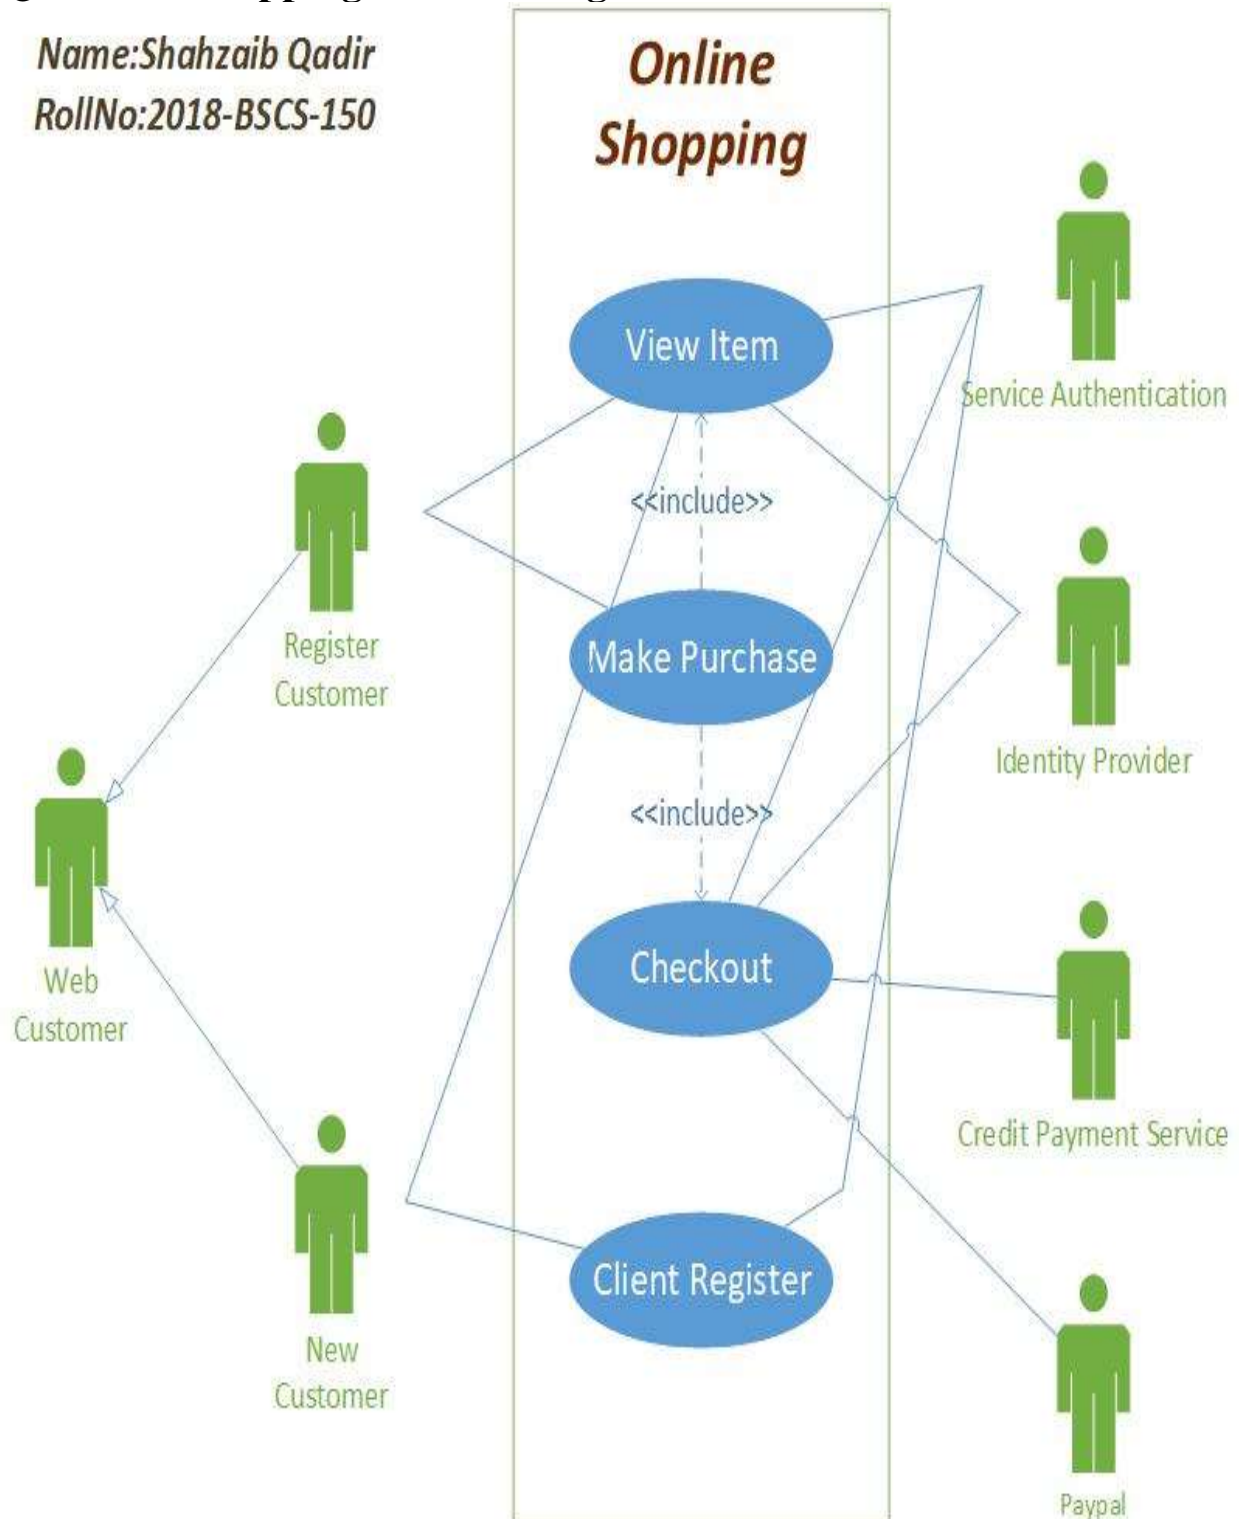 Name:Shahzaib Qadir
RollNo:2018-BSCS-150
Online
Shopping
View Item
Service Authentication
<<include>>
Register
Customer
Make Purchase
Identity Provider
<<include>>
Web
Customer
Checkout
Credit Payment Service
Client Register
New
Customer
Paypal